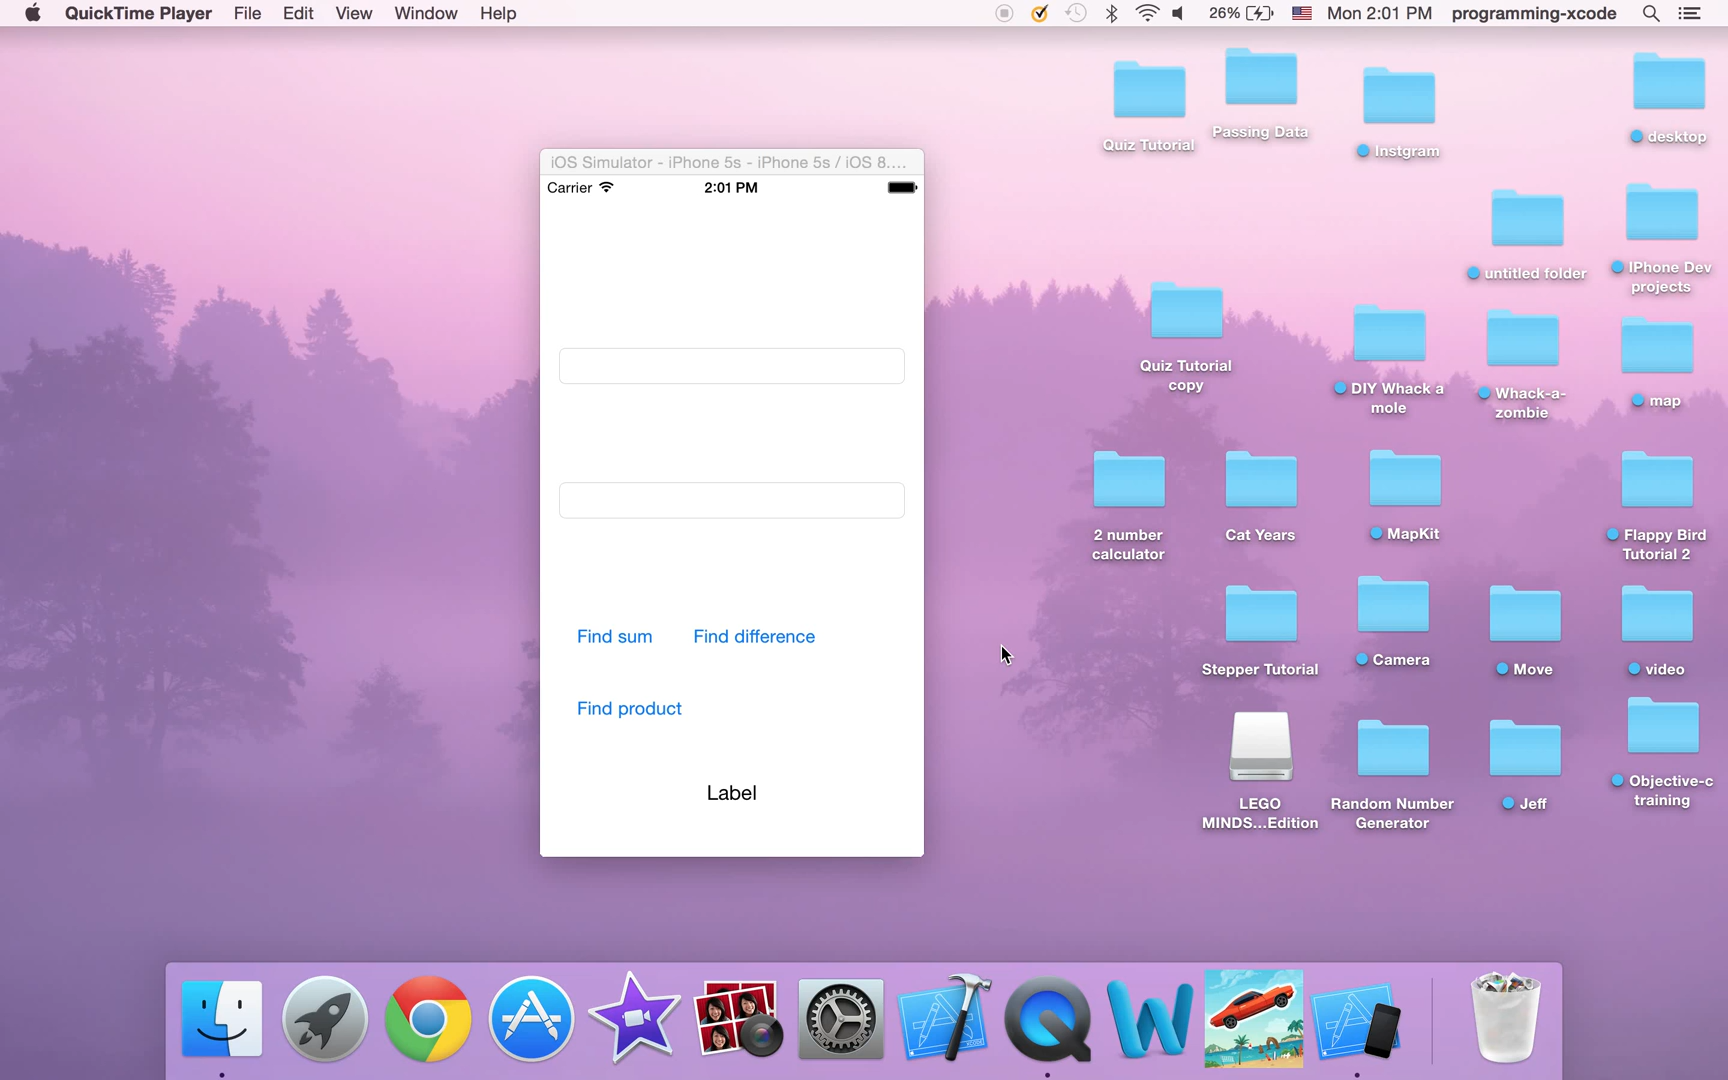 QuickTime Player File Edit View Window Help 26% Mon 2:01 PM programming-xcode
iOS Simulator - iPhone 5s - iPhone 5s / iOS 8....
Carrier 2:01 PM
Find sum Find difference
Find product
Label
Quiz Tutorial
Passing Data
Instgram
desktop
untitled folder
IPhone Dev
projects
Quiz Tutorial
copy
DIY Whack a
mole
Whack-a-
zombie
map
2 number
calculator
Cat Years
MapKit
Flappy Bird
Tutorial 2
Stepper Tutorial
Camera
Move
video
LEGO
MINDS...Edition
Random Number
Generator
Jeff
Objective-c
training